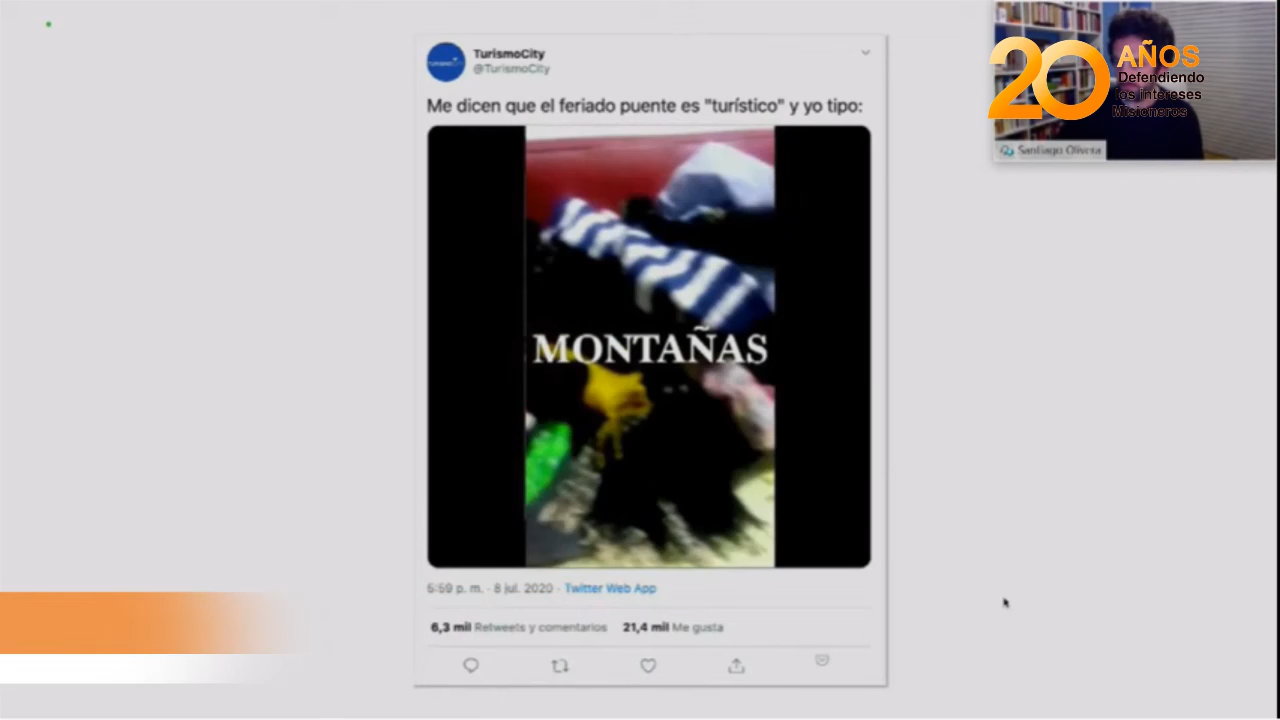 TurismoCity
@TurismoCity
Me dicen que el feriado puente es "turístico" y yo tipo:
MONTAÑAS
5:59 p. m. · 8 jul. 2020 · Twitter Web App
6,3 mil Retweets y comentarios 21,4 mil Me gusta
20 AÑOS
Defendiendo
los intereses
Misioneros
Santiago Olivera